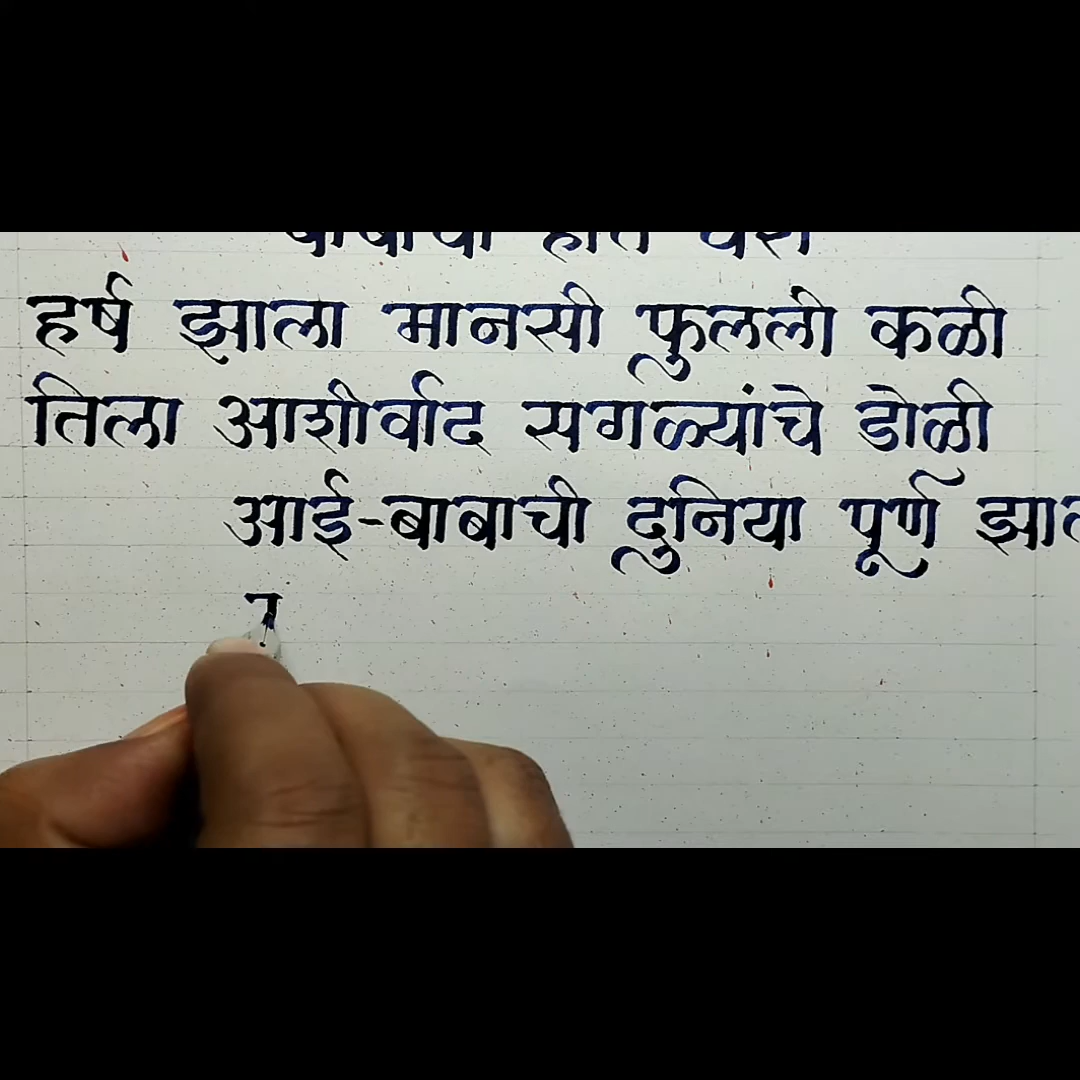 हर्ष झाला मानसी फुलली कळी
तिला आशीर्वाद सगळ्यांचे डोळी
आई-बाबाची दुनिया पूर्ण